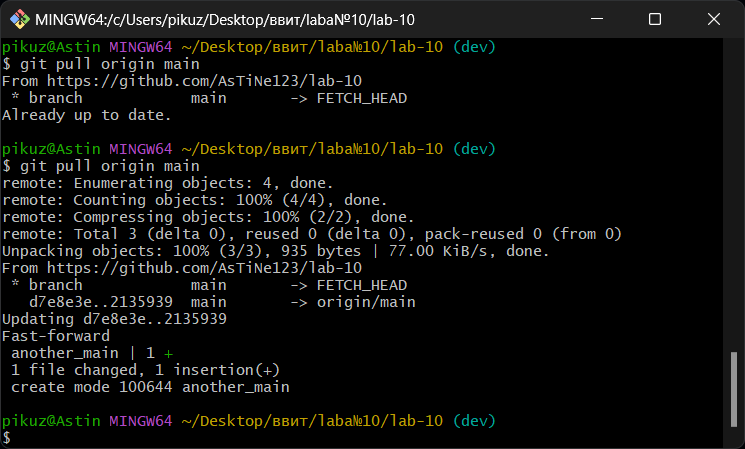 MINGW64:/c/Users/pikuz/Desktop/ввит/laba№10/lab-10
pikuz@Astin MINGW64 ~/Desktop/ввит/laba№10/lab-10 (dev)
$ git pull origin main
From https://github.com/AsTiNe123/lab-10
 * branch            main       -> FETCH_HEAD
Already up to date.
pikuz@Astin MINGW64 ~/Desktop/ввит/laba№10/lab-10 (dev)
$ git pull origin main
remote: Enumerating objects: 4, done.
remote: Counting objects: 100% (4/4), done.
remote: Compressing objects: 100% (2/2), done.
remote: Total 3 (delta 0), reused 0 (delta 0), pack-reused 0 (from 0)
Unpacking objects: 100% (3/3), 935 bytes | 77.00 KiB/s, done.
From https://github.com/AsTiNe123/lab-10
 * branch            main       -> FETCH_HEAD
   d7e8e3e..2135939  main       -> origin/main
Updating d7e8e3e..2135939
Fast-forward
 another_main | 1 +
 1 file changed, 1 insertion(+)
 create mode 100644 another_main
pikuz@Astin MINGW64 ~/Desktop/ввит/laba№10/lab-10 (dev)
$